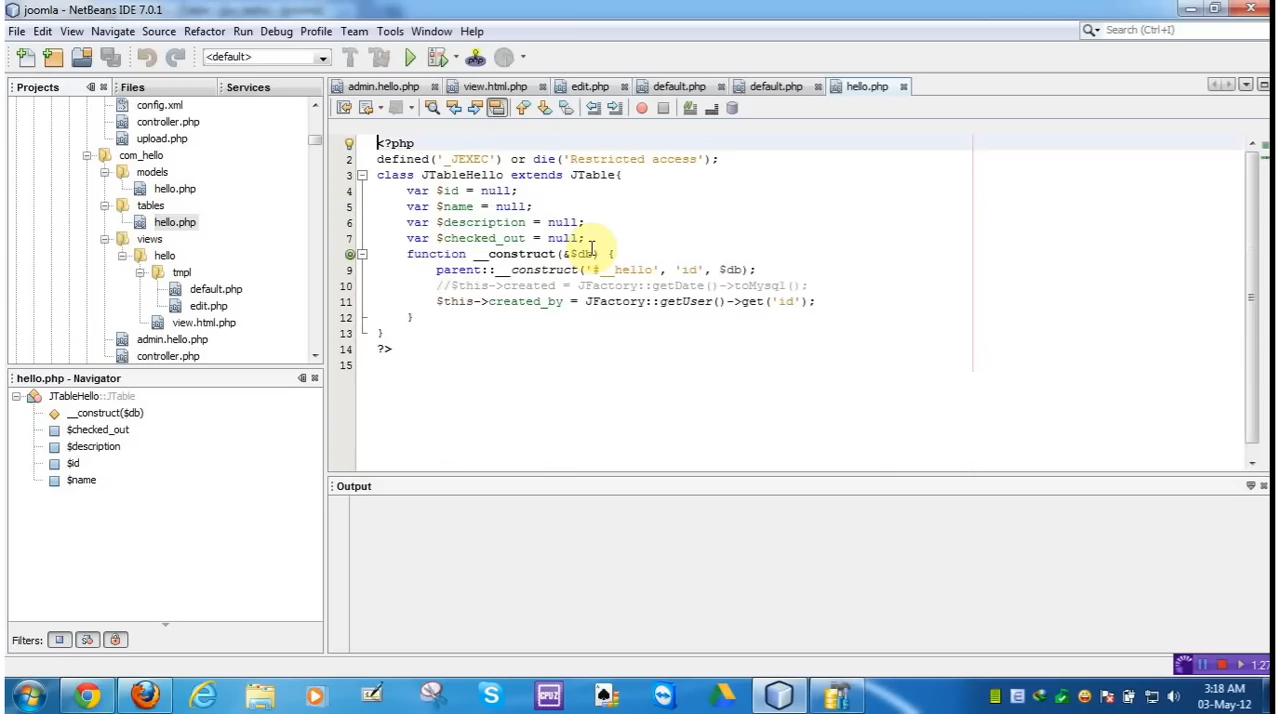 joomla - NetBeans IDE 7.0.1
File Edit View Navigate Source Refactor Run Debug Profile Team Tools Window Help
Search (Ctrl+I)
<default>
Projects Files Services
admin.hello.php view.html.php edit.php default.php default.php hello.php
config.xml
controller.php
upload.php
com_hello
models
hello.php
tables
hello.php
views
hello
tmpl
default.php
edit.php
view.html.php
admin.hello.php
controller.php
1 <?php
2 defined('_JEXEC') or die('Restricted access');
3 class JTableHello extends JTable{
4 var $id = null;
5 var $name = null;
6 var $description = null;
7 var $checked_out = null;
8 function __construct(&$db) {
9 parent::__construct('#__hello', 'id', $db);
10 //$this->created = JFactory::getDate()->toMysql();
11 $this->created_by = JFactory::getUser()->get('id');
12 }
13 }
14 ?>
15
hello.php - Navigator
JTableHello::JTable
__construct($db)
$checked_out
$description
$id
$name
Filters:
Output
1:27
CPUZ
3:18 AM
03-May-12